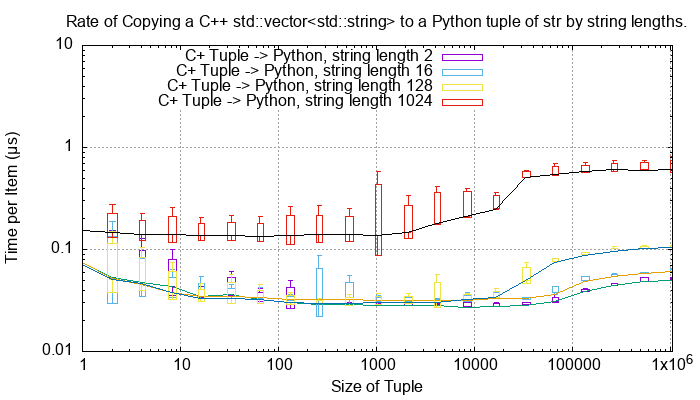 Rate of Copying a C++ std::vector<std::string> to a Python tuple of str by string lengths.
10
C+ Tuple -> Python, string length 2
C+ Tuple -> Python, string length 16
C+ Tuple -> Python, string length 128
C+ Tuple -> Python, string length 1024
1
Time per Item (µs)
0.1
0.01
1 10 100 1000 10000 100000 1x10⁶
Size of Tuple